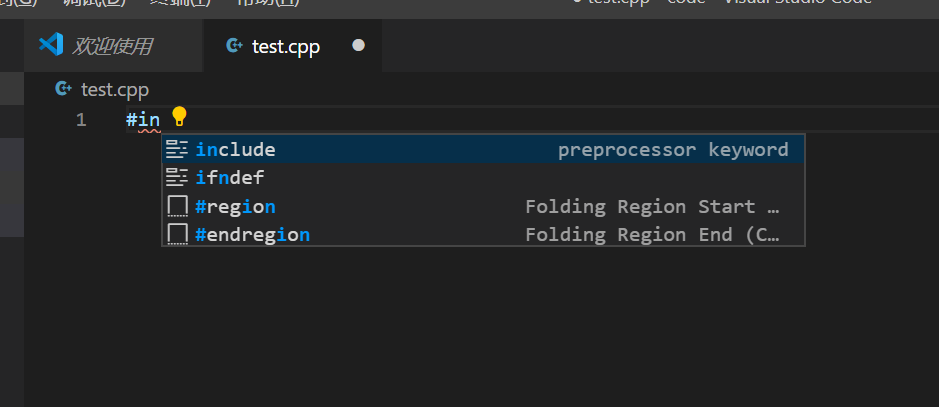 调试(D) 终端(T) 帮助(H) test.cpp - code - Visual Studio Code
欢迎使用 test.cpp
test.cpp
1 #in
include preprocessor keyword
ifndef
#region Folding Region Start …
#endregion Folding Region End (C…